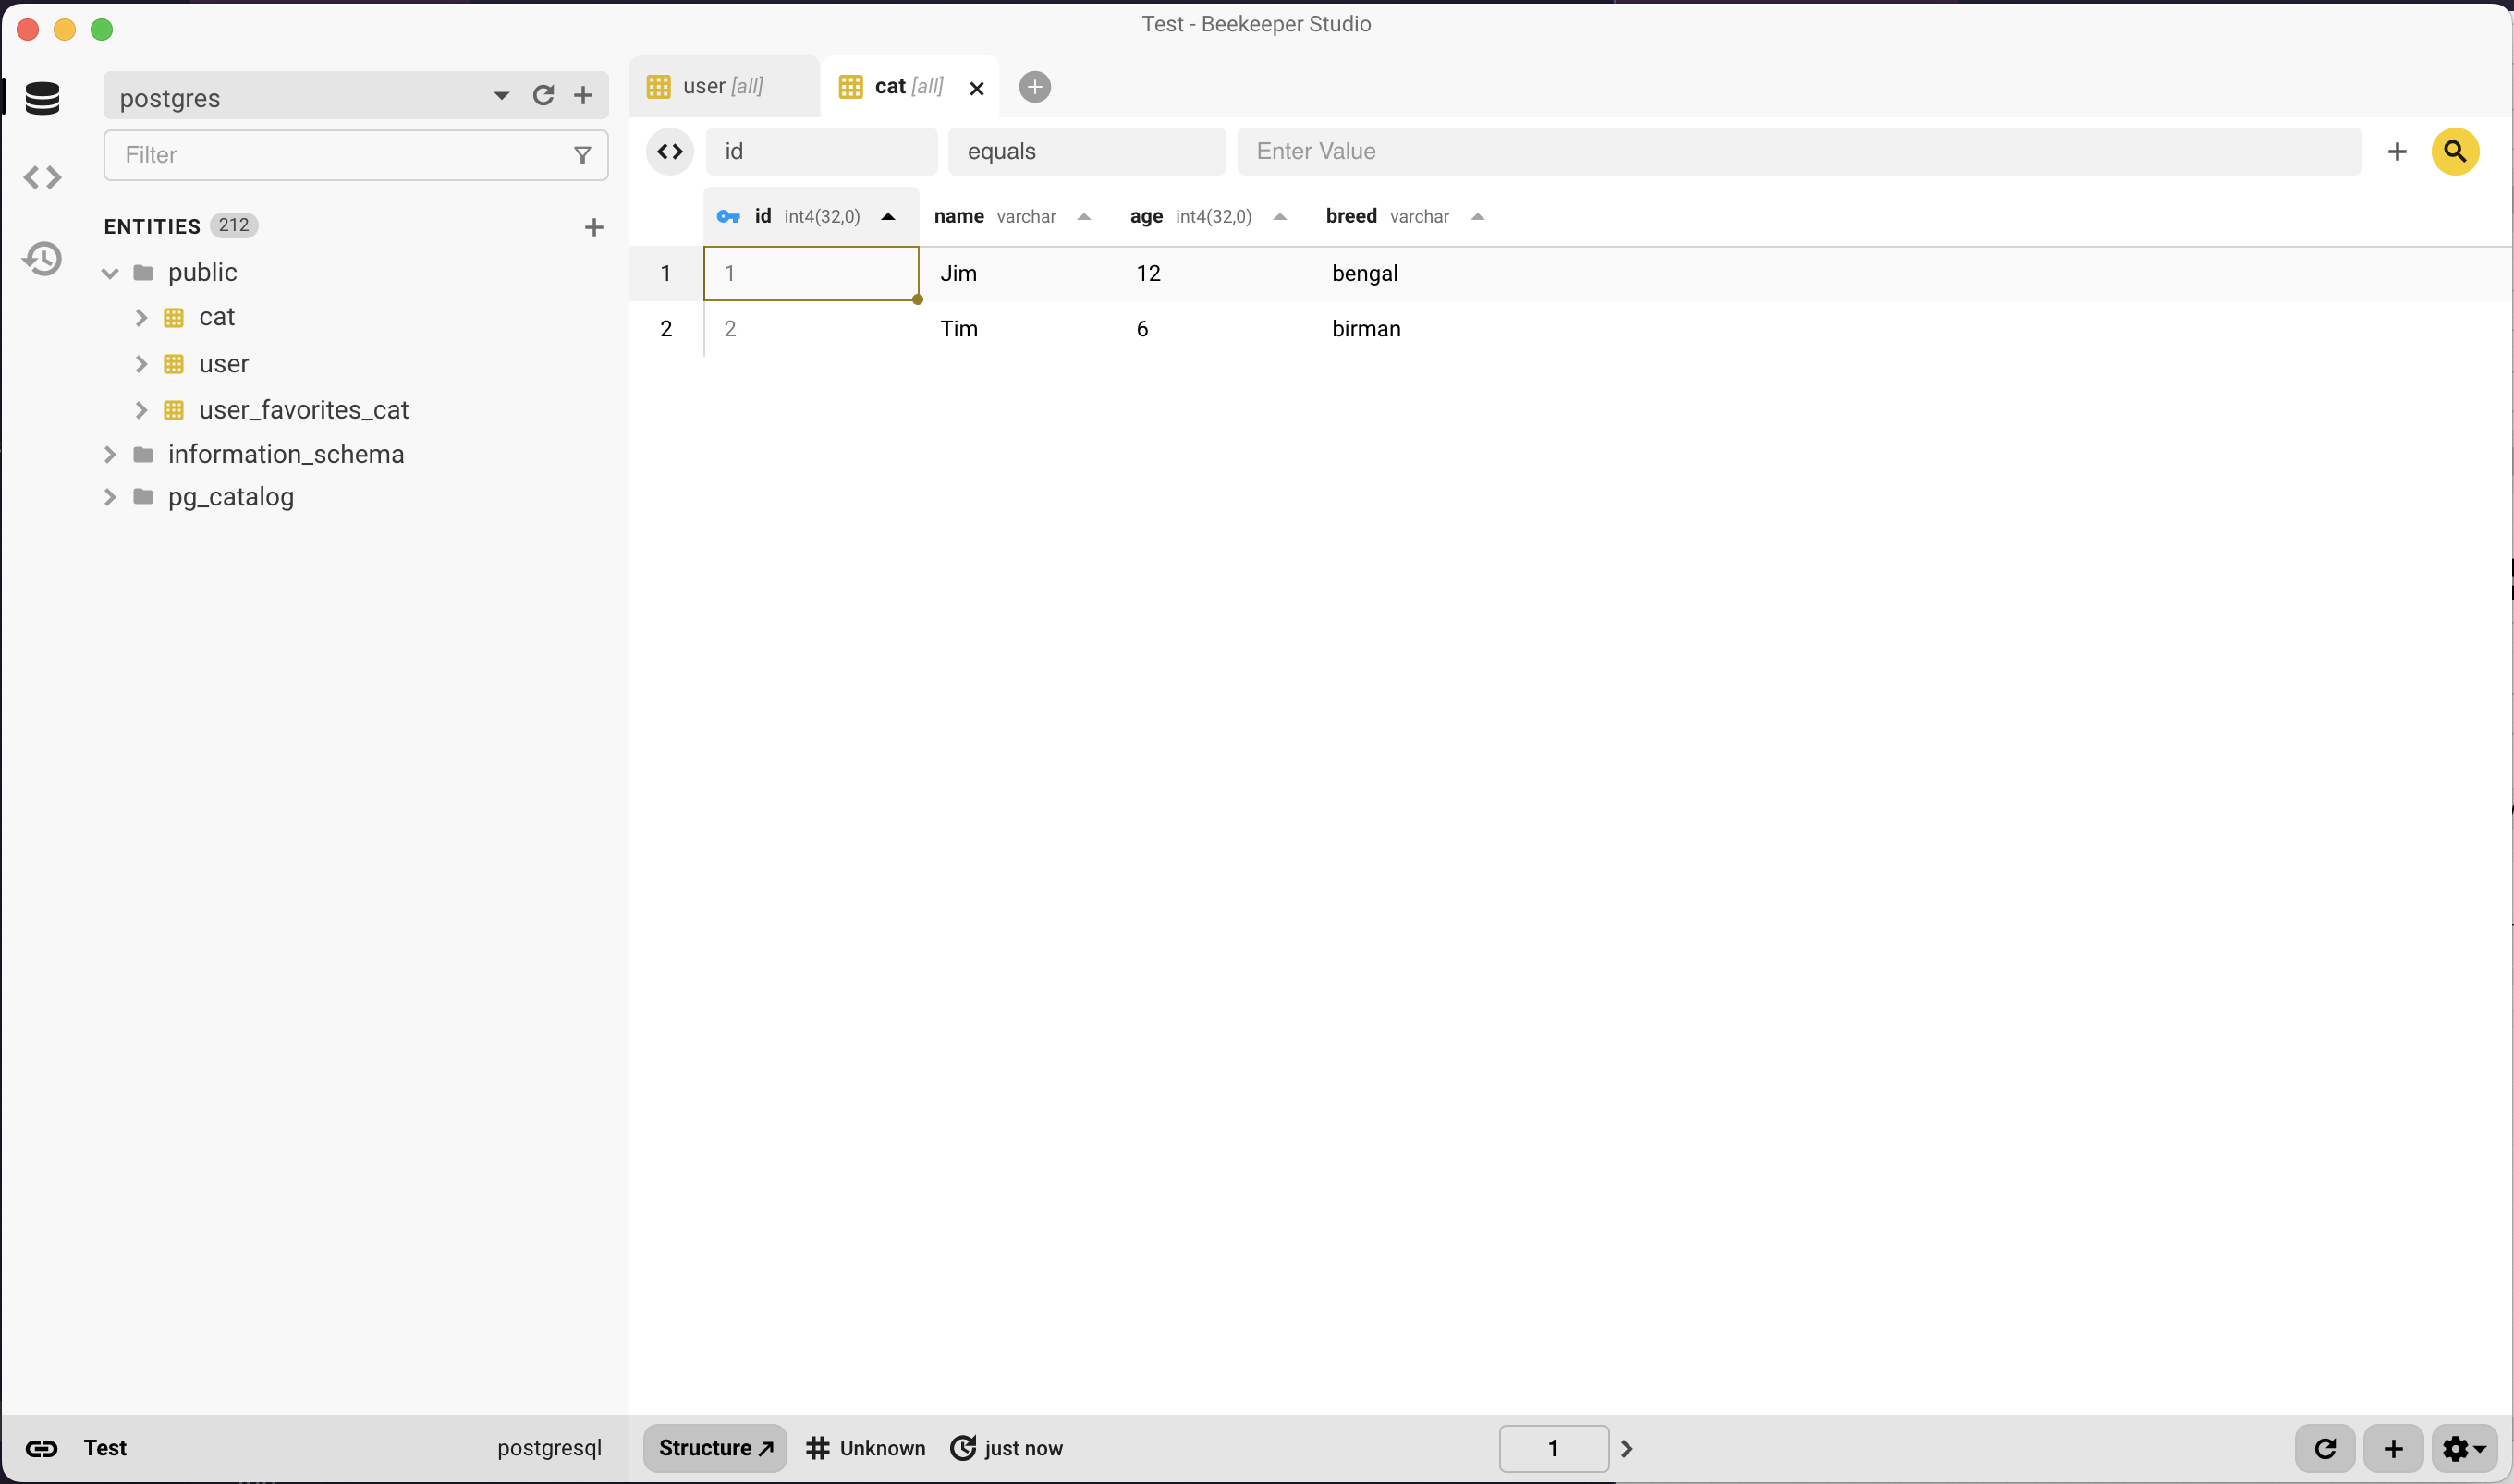 Test - Beekeeper Studio
postgres
Filter
ENTITIES 212
public
cat
user
user_favorites_cat
information_schema
pg_catalog
user [all]
cat [all]
id equals Enter Value
id int4(32,0) name varchar age int4(32,0) breed varchar
1 1 Jim 12 bengal
2 2 Tim 6 birman
Test postgresql Structure Unknown just now 1